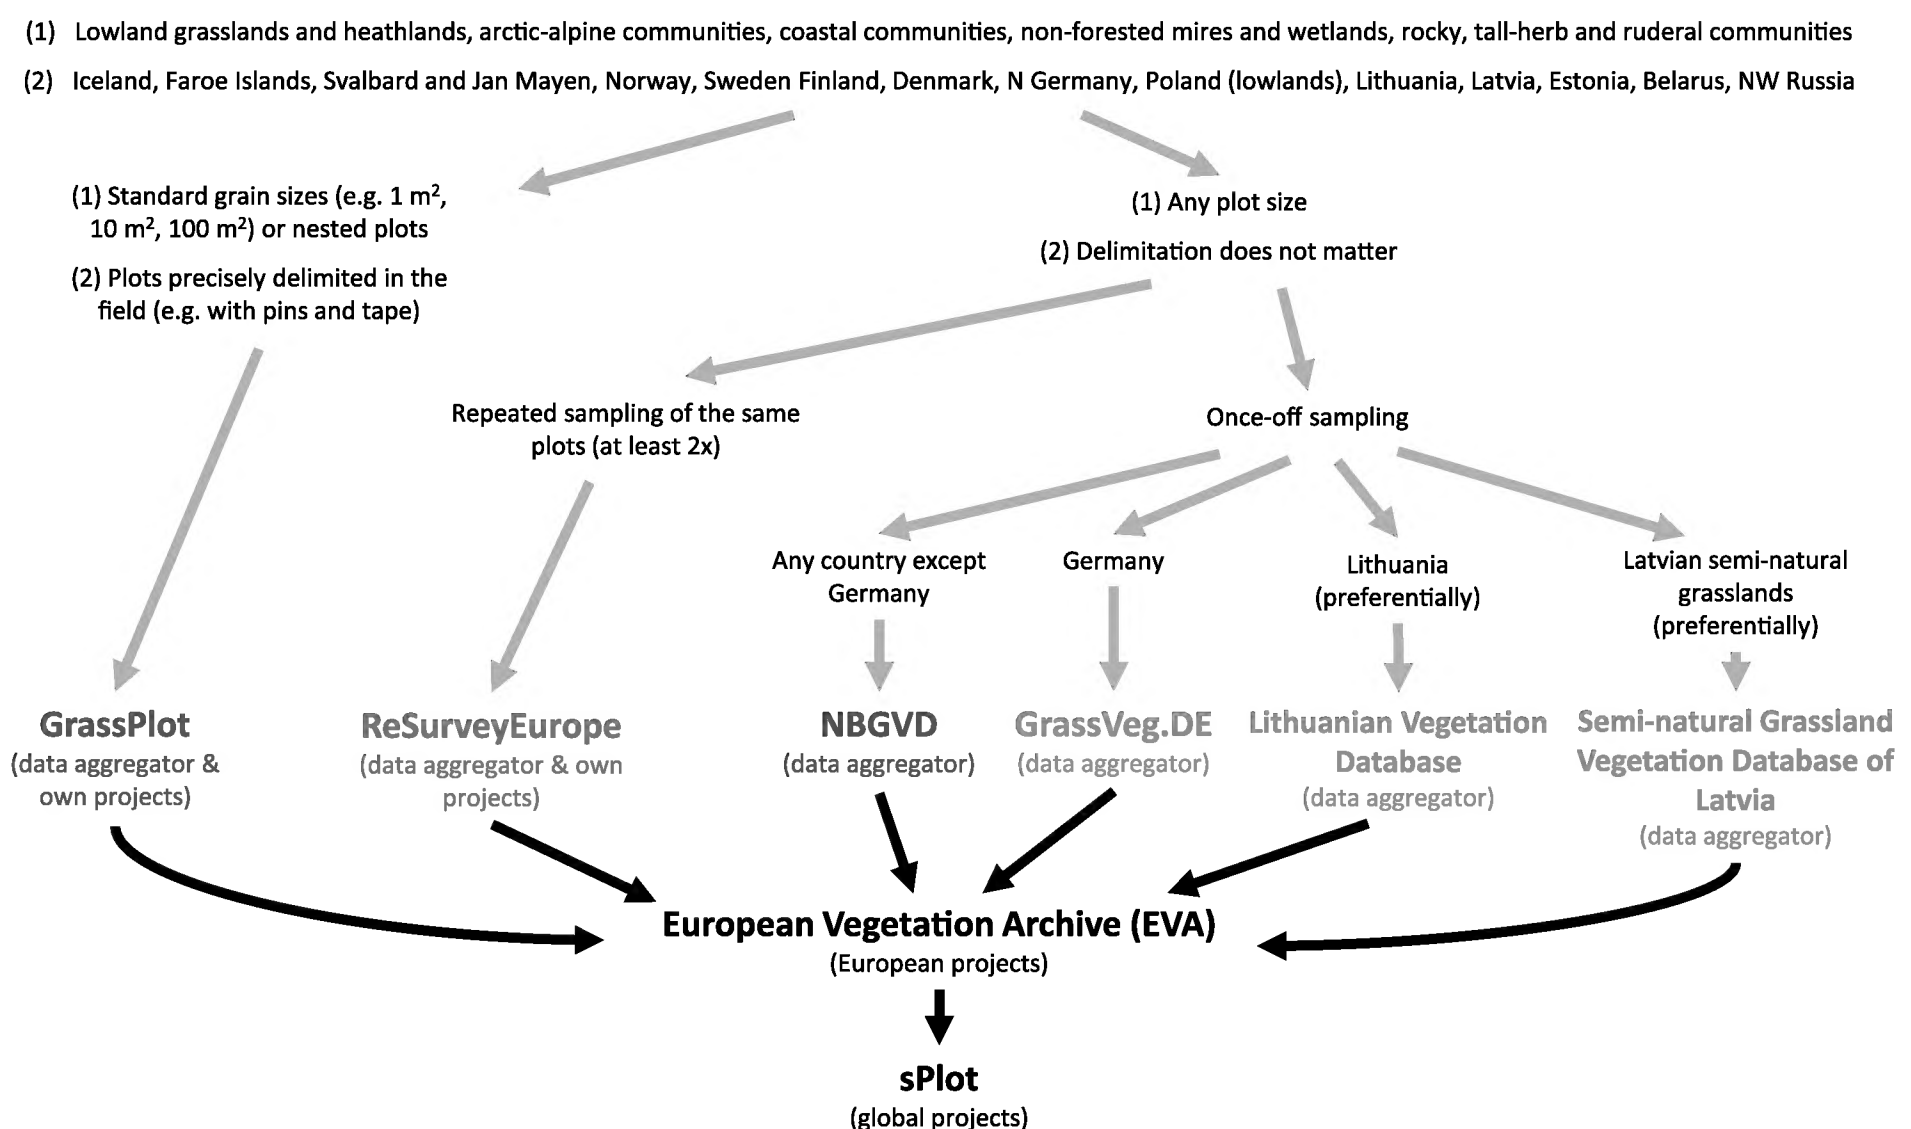 (1) Lowland grasslands and heathlands, arctic-alpine communities, coastal communities, non-forested mires and wetlands, rocky, tall-herb and ruderal communities
(2) Iceland, Faroe Islands, Svalbard and Jan Mayen, Norway, Sweden Finland, Denmark, N Germany, Poland (lowlands), Lithuania, Latvia, Estonia, Belarus, NW Russia
(1) Standard grain sizes (e.g. 1 m²,
10 m², 100 m²) or nested plots
(2) Plots precisely delimited in the
field (e.g. with pins and tape)
(1) Any plot size
(2) Delimitation does not matter
Repeated sampling of the same
plots (at least 2x)
Once-off sampling
Any country except
Germany
Germany
Lithuania
(preferentially)
Latvian semi-natural
grasslands
(preferentially)
GrassPlot
(data aggregator &
own projects)
ReSurveyEurope
(data aggregator & own
projects)
NBGVD
(data aggregator)
GrassVeg.DE
(data aggregator)
Lithuanian Vegetation
Database
(data aggregator)
Semi-natural Grassland
Vegetation Database of
Latvia
(data aggregator)
European Vegetation Archive (EVA)
(European projects)
sPlot
(global projects)